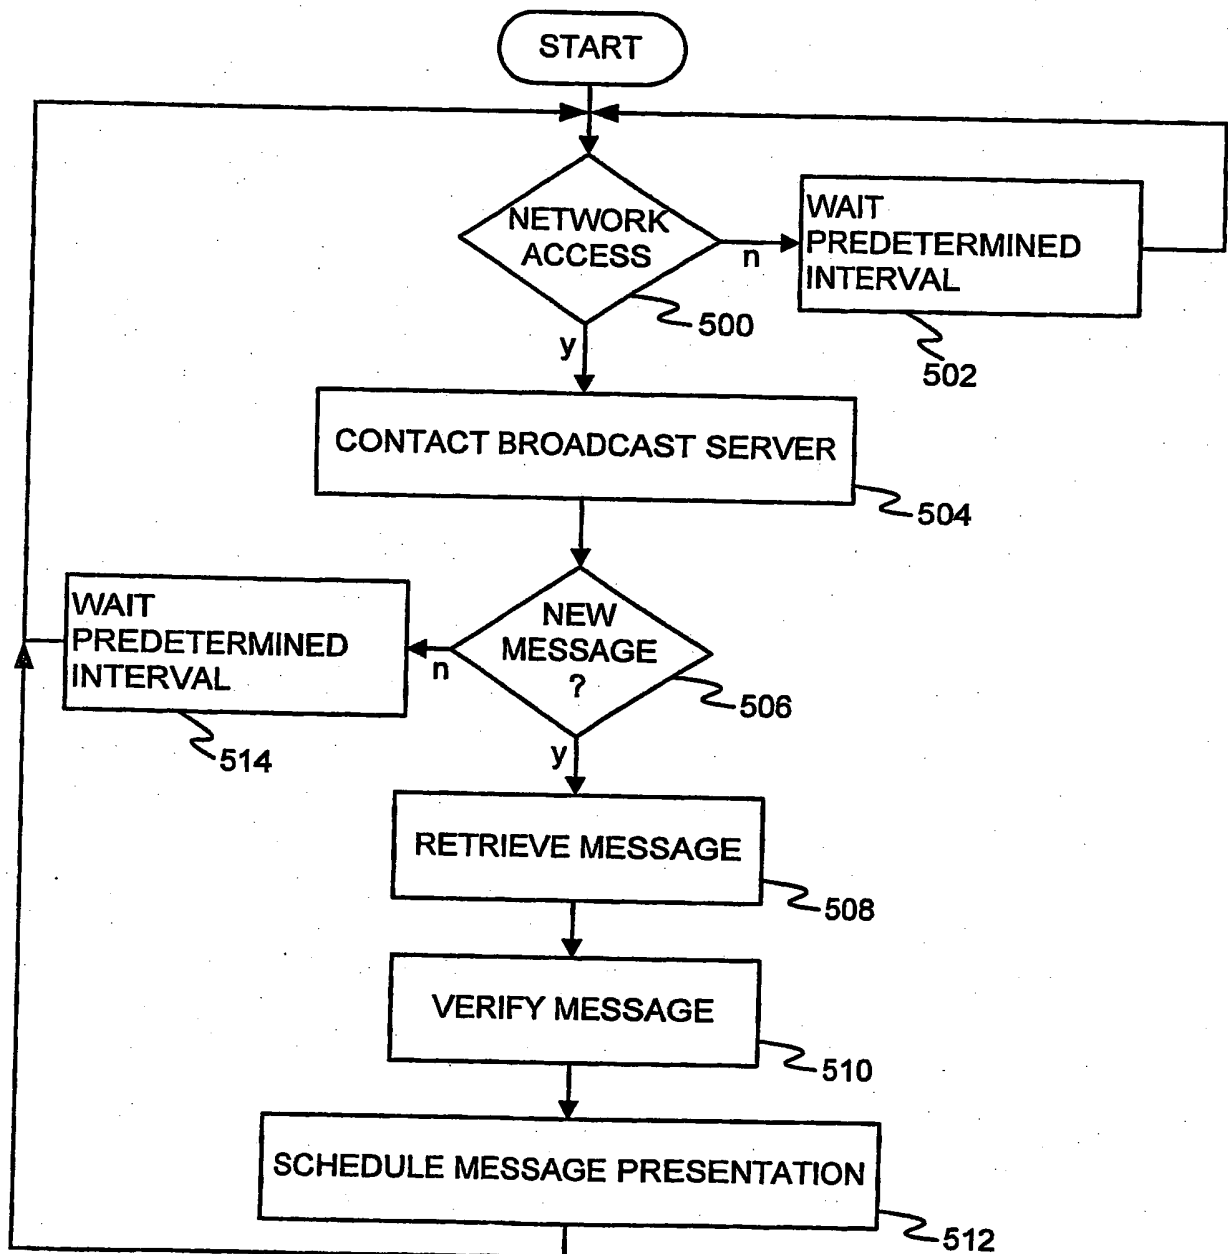 START
NETWORK
ACCESS
n
WAIT
PREDETERMINED
INTERVAL
500
502
y
CONTACT BROADCAST SERVER
504
NEW
MESSAGE
?
n
WAIT
PREDETERMINED
INTERVAL
506
514
y
RETRIEVE MESSAGE
508
VERIFY MESSAGE
510
SCHEDULE MESSAGE PRESENTATION
512